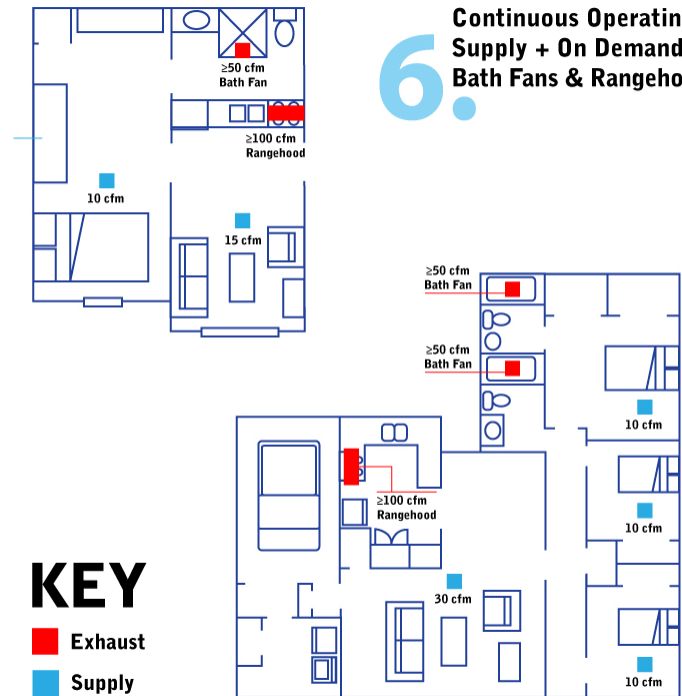 6.
Continuous Operatin
Supply + On Demand
Bath Fans & Rangeho
≥50 cfm
Bath Fan
≥100 cfm
Rangehood
10 cfm
15 cfm
≥50 cfm
Bath Fan
≥50 cfm
Bath Fan
10 cfm
10 cfm
≥100 cfm
Rangehood
30 cfm
10 cfm
KEY
Exhaust
Supply